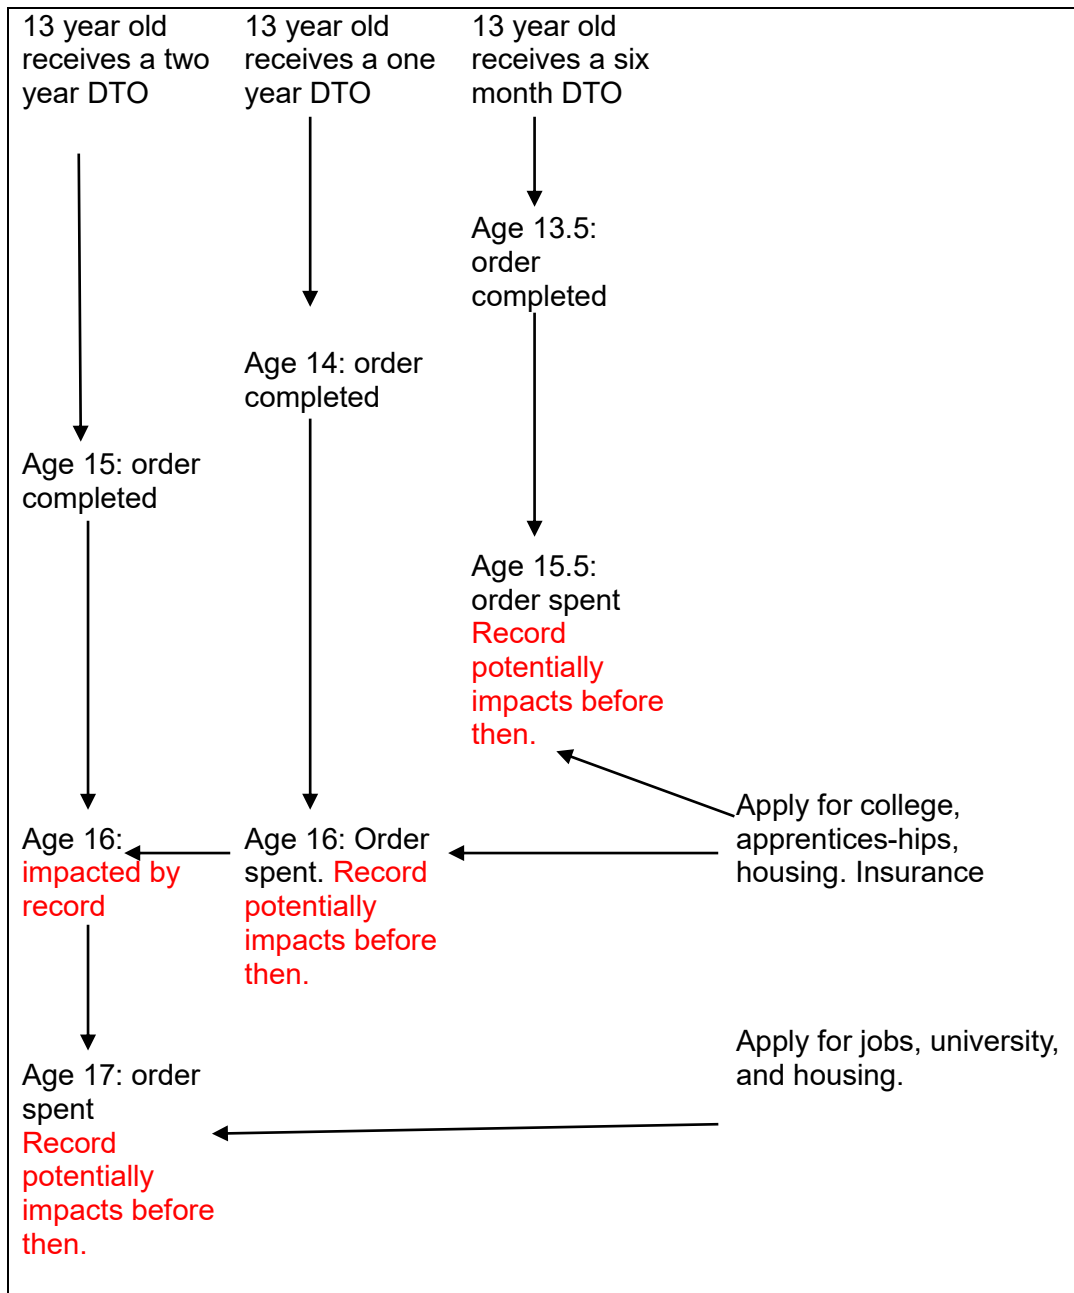 13 year old
receives a two
year DTO
13 year old
receives a one
year DTO
13 year old
receives a six
month DTO
Age 13.5:
order
completed
Age 14: order
completed
Age 15: order
completed
Age 15.5:
order spent
Record
potentially
impacts before
then.
Apply for college,
apprentices-hips,
housing. Insurance
Age 16:
impacted by
record
Age 16: Order
spent. Record
potentially
impacts before
then.
Apply for jobs, university,
and housing.
Age 17: order
spent
Record
potentially
impacts before
then.